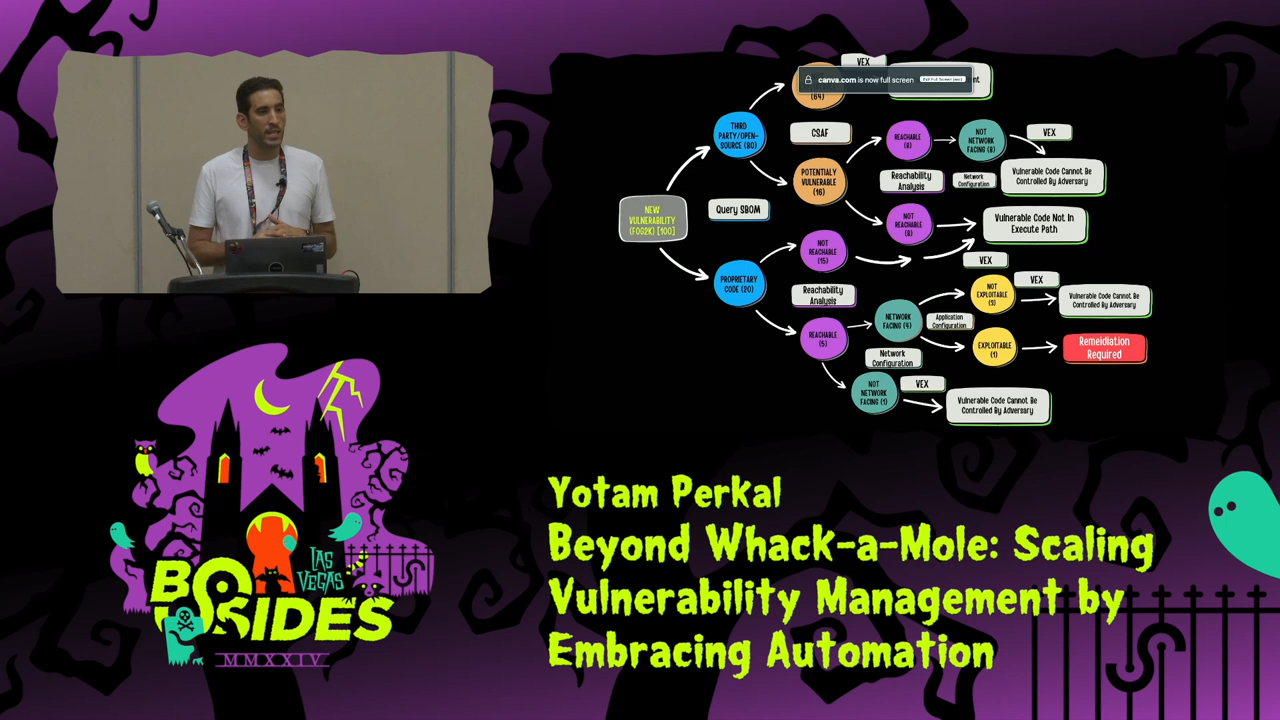 VEX
canva.com is now full screen
(64)
THIRD
PARTY/OPEN-
SOURCE (80)
CSAF
REACHABLE
(8)
NOT
NETWORK
FACING (8)
VEX
POTENTIALY
VULNERABLE
(16)
Reachability
Analysis
Network
Configuration
Vulnerable Code Cannot Be
Controlled By Adversary
NEW
VULNERABILITY
(FOG2K) [100]
Query SBOM
NOT
REACHABLE
(8)
Vulnerable Code Not In
Execute Path
NOT
REACHABLE
(15)
VEX
PROPRIETARY
CODE (20)
Reachability
Analysis
NOT
EXPLOITABLE
(3)
VEX
Vulnerable Code Cannot Be
Controlled By Adversary
NETWORK
FACING (4)
Application
Configuration
REACHABLE
(5)
EXPLOITABLE
(1)
Remeidiation
Required
Network
Configuration
NOT
NETWORK
FACING (1)
VEX
Vulnerable Code Cannot Be
Controlled By Adversary
LAS
VEGAS
BSIDES
MMXXIV
Yotam Perkal
Beyond Whack-a-Mole: Scaling
Vulnerability Management by
Embracing Automation